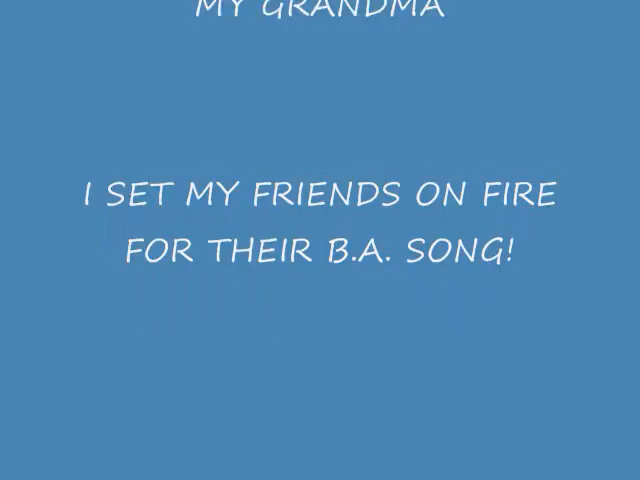 MY GRANDMA
I SET MY FRIENDS ON FIRE
FOR THEIR B.A. SONG!